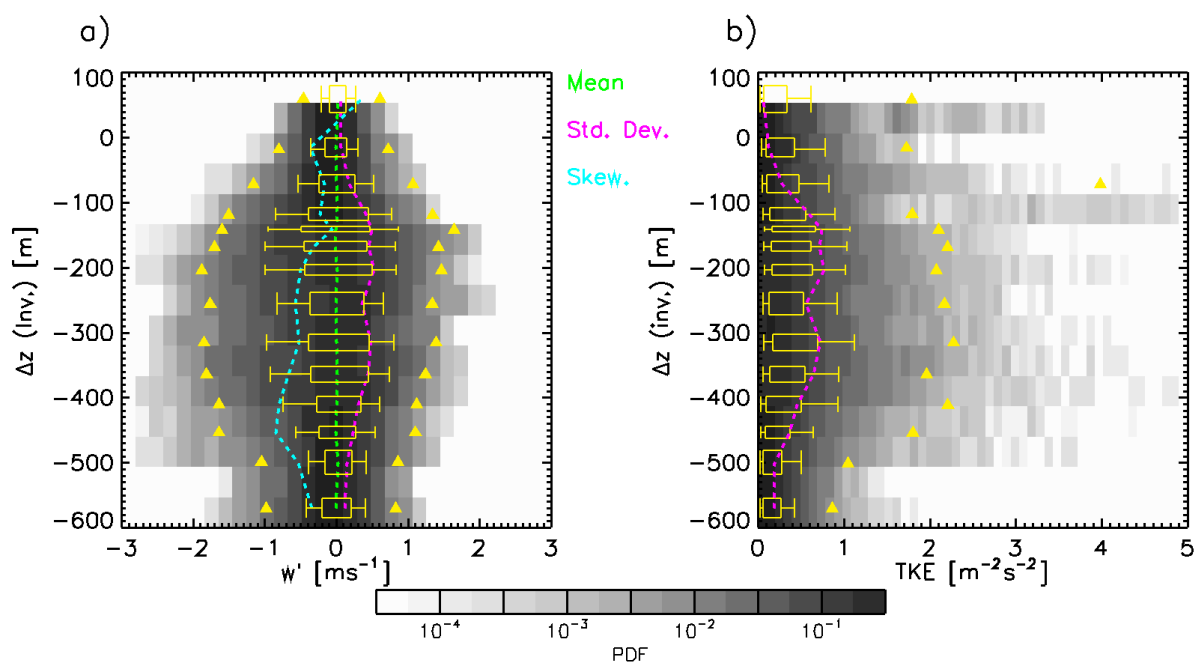 a)
b)
100
0
−100
−200
−300
−400
−500
−600
Δz (Inv.) [m]
−3 −2 −1 0 1 2 3
w' [ms⁻¹]
Mean
Std. Dev.
Skew.
100
0
−100
−200
−300
−400
−500
−600
Δz (inv.) [m]
0 1 2 3 4 5
TKE [m⁻²s⁻²]
10⁻⁴ 10⁻³ 10⁻² 10⁻¹
PDF